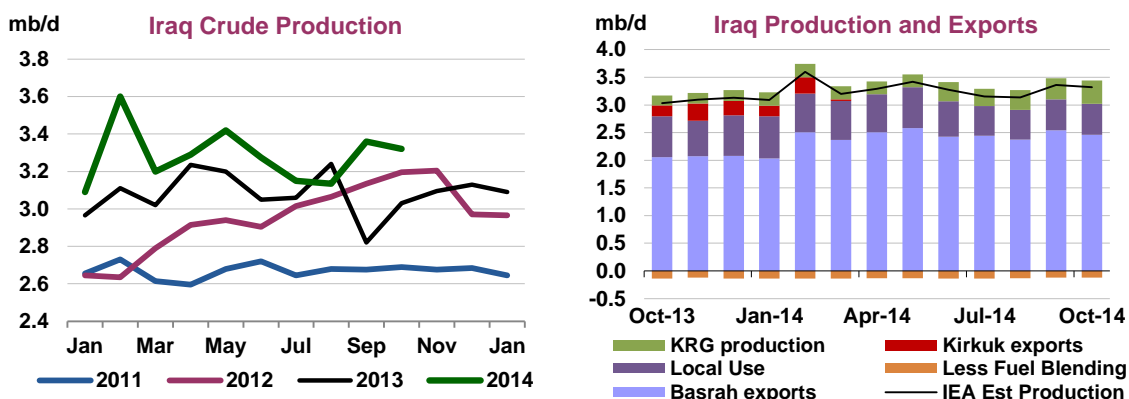 mb/d Iraq Crude Production
3.8
3.6
3.4
3.2
3.0
2.8
2.6
2.4
Jan Mar May Jul Sep Nov Jan
2011 2012 2013 2014
mb/d Iraq Production and Exports
4.0
3.5
3.0
2.5
2.0
1.5
1.0
0.5
0.0
-0.5
Oct-13 Jan-14 Apr-14 Jul-14 Oct-14
KRG production Kirkuk exports
Local Use Less Fuel Blending
Basrah exports IEA Est Production